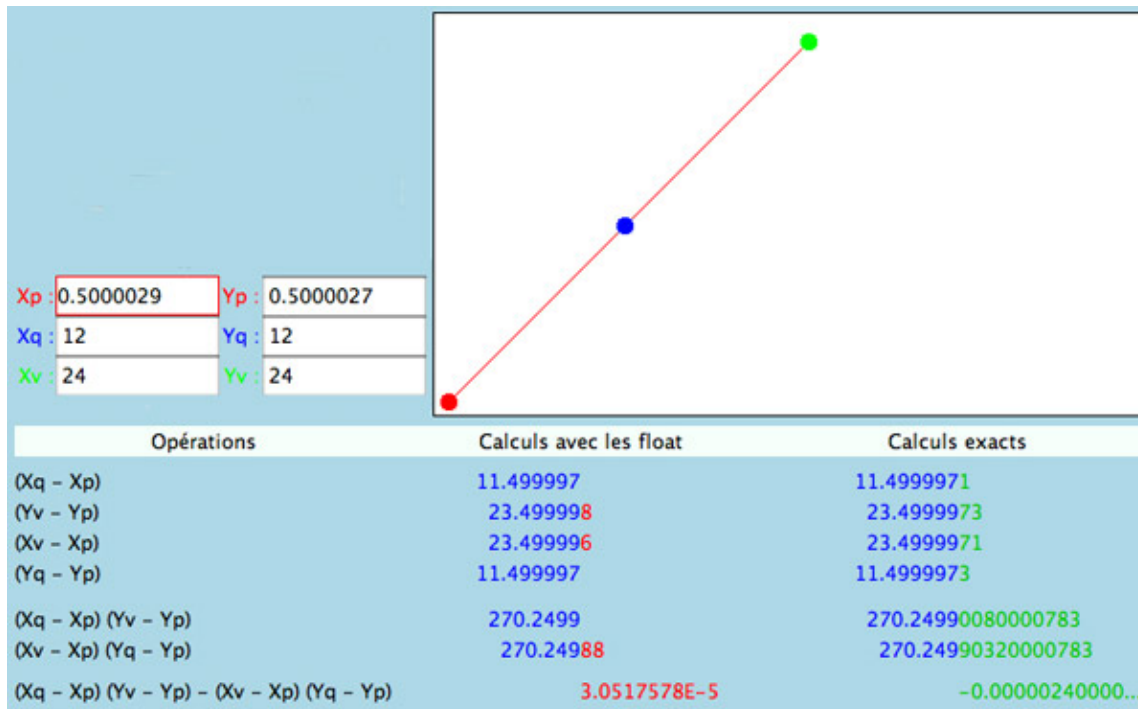 Xp : 0.5000029 Yp : 0.5000027
Xq : 12 Yq : 12
Xv : 24 Yv : 24
Opérations Calculs avec les float Calculs exacts
(Xq - Xp) 11.499997 11.4999971
(Yv - Yp) 23.499998 23.4999973
(Xv - Xp) 23.499996 23.4999971
(Yq - Yp) 11.499997 11.4999973
(Xq - Xp) (Yv - Yp) 270.2499 270.24990080000783
(Xv - Xp) (Yq - Yp) 270.24988 270.24990320000783
(Xq - Xp) (Yv - Yp) - (Xv - Xp) (Yq - Yp) 3.0517578E-5 -0.00000240000...